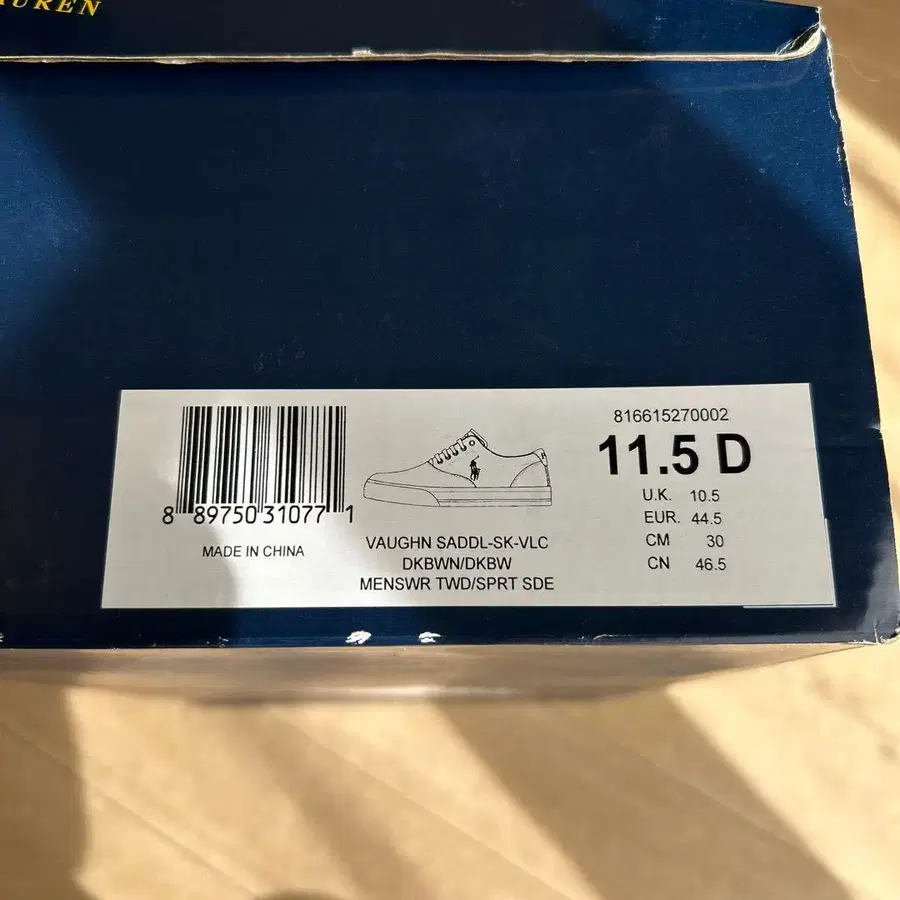 AUREN
816615270002
11.5 D
U.K. 10.5
EUR. 44.5
CM 30
CN 46.5
8 89750 31077 1
MADE IN CHINA
VAUGHN SADDL-SK-VLC
DKBWN/DKBW
MENSWR TWD/SPRT SDE